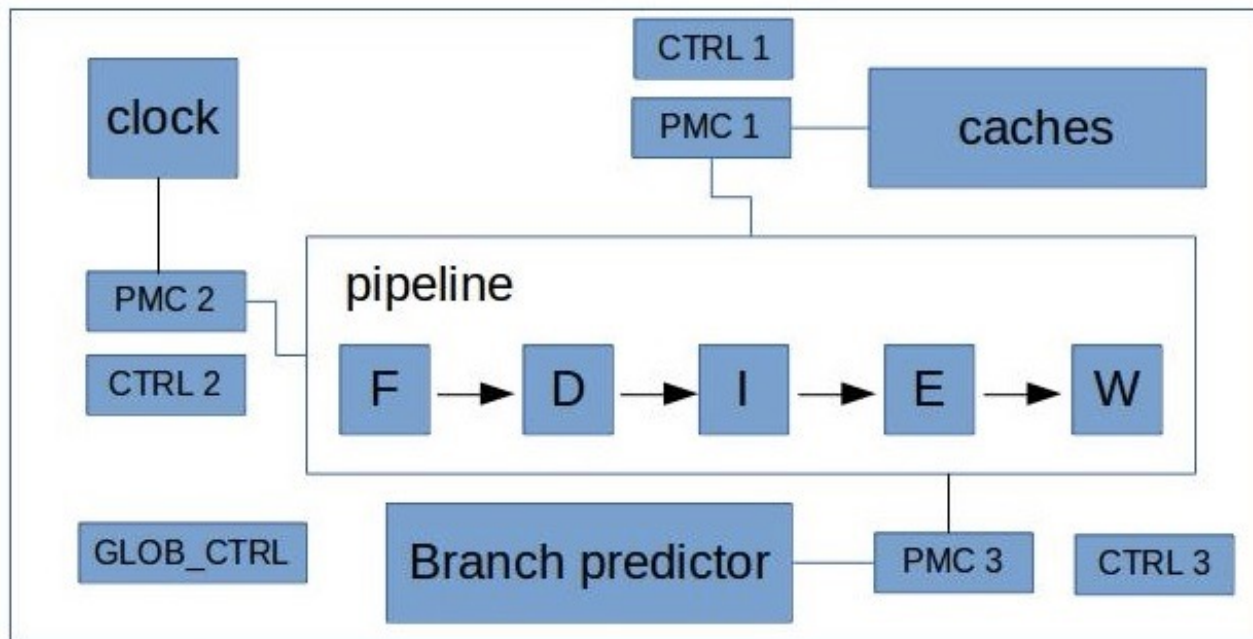 CTRL 1
clock
PMC 1
caches
pipeline
PMC 2
CTRL 2
F
D
I
E
W
GLOB_CTRL
Branch predictor
PMC 3
CTRL 3